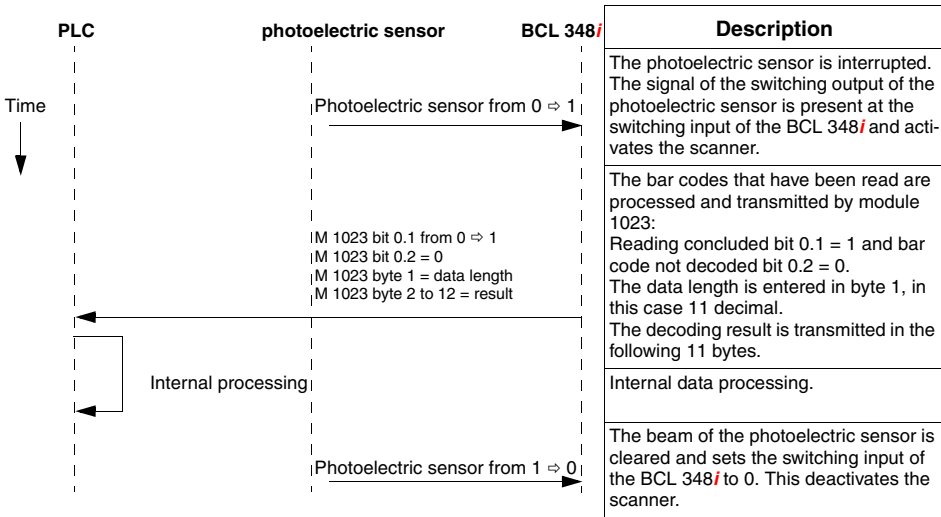 PLC photoelectric sensor BCL 348i
Time
Photoelectric sensor from 0 ⇨ 1
M 1023 bit 0.1 from 0 ⇨ 1
M 1023 bit 0.2 = 0
M 1023 byte 1 = data length
M 1023 byte 2 to 12 = result
Internal processing
Photoelectric sensor from 1 ⇨ 0
Description
The photoelectric sensor is interrupted.
The signal of the switching output of the
photoelectric sensor is present at the
switching input of the BCL 348i and acti-
vates the scanner.
The bar codes that have been read are
processed and transmitted by module
1023:
Reading concluded bit 0.1 = 1 and bar
code not decoded bit 0.2 = 0.
The data length is entered in byte 1, in
this case 11 decimal.
The decoding result is transmitted in the
following 11 bytes.
Internal data processing.
The beam of the photoelectric sensor is
cleared and sets the switching input of
the BCL 348i to 0. This deactivates the
scanner.